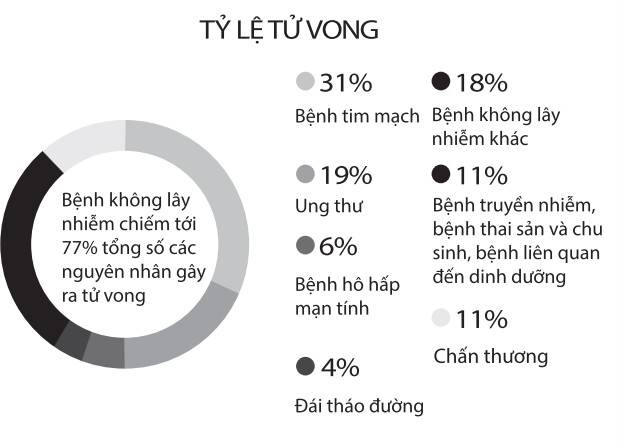 TỶ LỆ TỬ VONG
Bệnh không lây
nhiễm chiếm tới
77% tổng số các
nguyên nhân gây
ra tử vong
31%
Bệnh tim mạch
19%
Ung thư
6%
Bệnh hô hấp
mạn tính
4%
Đái tháo đường
18%
Bệnh không lây
nhiễm khác
11%
Bệnh truyền nhiễm,
bệnh thai sản và chu
sinh, bệnh liên quan
đến dinh dưỡng
11%
Chấn thương